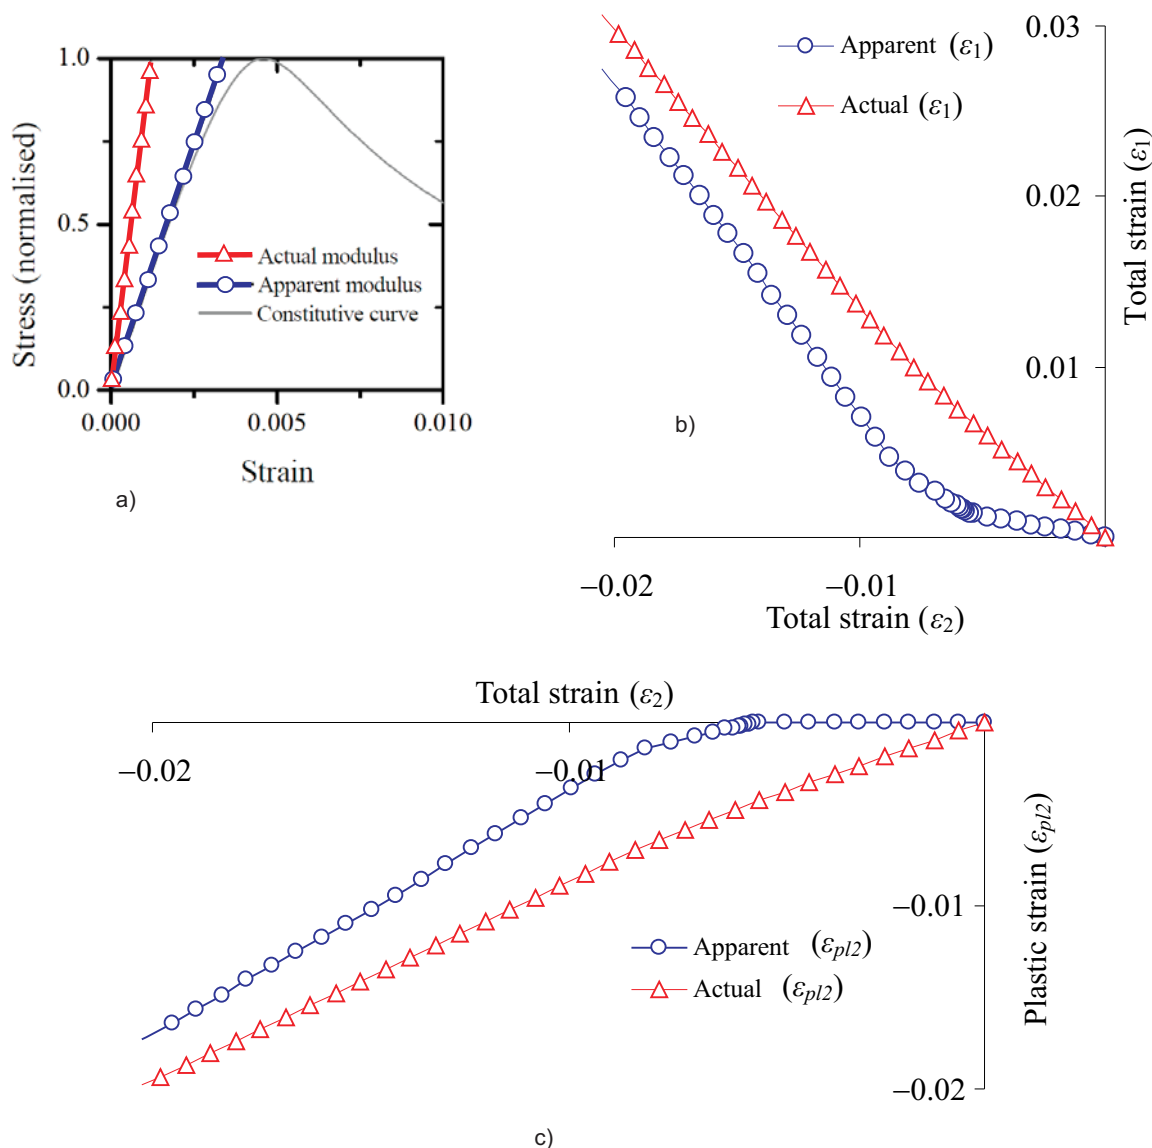 1.0
0.5
0.0
0.000
0.005
0.010
Stress (normalised)
Strain
Actual modulus
Apparent modulus
Constitutive curve
a)
Apparent (ε1)
Actual (ε1)
0.03
0.02
0.01
Total strain (ε1)
b)
−0.02
−0.01
Total strain (ε2)
Total strain (ε2)
−0.02
−0.01
Plastic strain (εpl2)
−0.01
−0.02
Apparent (εpl2)
Actual (εpl2)
c)